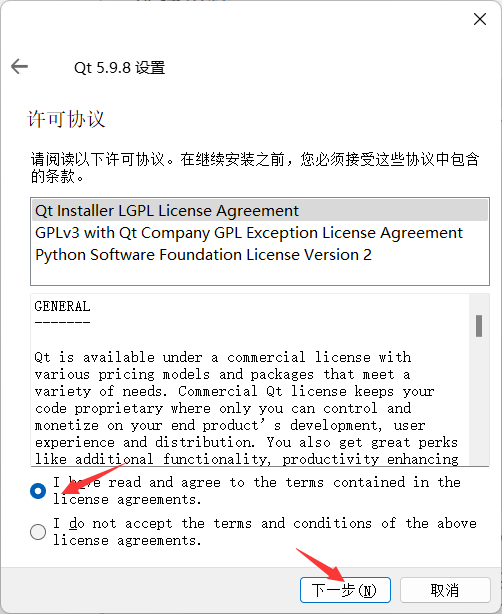 Qt 5.9.8 设置
许可协议
请阅读以下许可协议。在继续安装之前，您必须接受这些协议中包含
的条款。
Qt Installer LGPL License Agreement
GPLv3 with Qt Company GPL Exception License Agreement
Python Software Foundation License Version 2
GENERAL
-------
Qt is available under a commercial license with
various pricing models and packages that meet a
variety of needs. Commercial Qt license keeps your
code proprietary where only you can control and
monetize on your end product's development, user
experience and distribution. You also get great perks
like additional functionality, productivity enhancing
I have read and agree to the terms contained in the
license agreements.
I do not accept the terms and conditions of the above
license agreements.
下一步(N)
取消